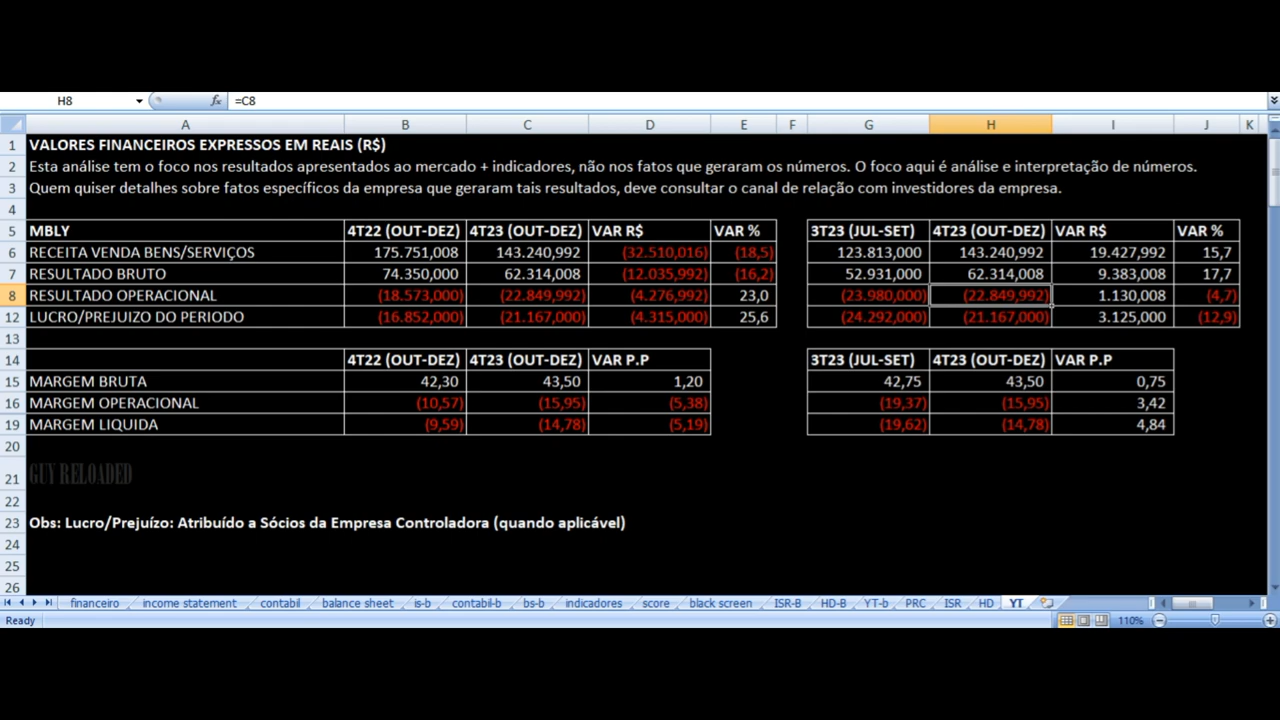 H8 fx =C8
A B C D E F G H I J K
1 VALORES FINANCEIROS EXPRESSOS EM REAIS (R$)
2 Esta análise tem o foco nos resultados apresentados ao mercado + indicadores, não nos fatos que geraram os números. O foco aqui é análise e interpretação de números.
3 Quem quiser detalhes sobre fatos específicos da empresa que geraram tais resultados, deve consultar o canal de relação com investidores da empresa.
4
5 MBLY 4T22 (OUT-DEZ) 4T23 (OUT-DEZ) VAR R$ VAR % 3T23 (JUL-SET) 4T23 (OUT-DEZ) VAR R$ VAR %
6 RECEITA VENDA BENS/SERVIÇOS 175.751,008 143.240,992 (32.510,016) (18,5) 123.813,000 143.240,992 19.427,992 15,7
7 RESULTADO BRUTO 74.350,000 62.314,008 (12.035,992) (16,2) 52.931,000 62.314,008 9.383,008 17,7
8 RESULTADO OPERACIONAL (18.573,000) (22.849,992) (4.276,992) 23,0 (23.980,000) (22.849,992) 1.130,008 (4,7)
12 LUCRO/PREJUIZO DO PERIODO (16.852,000) (21.167,000) (4.315,000) 25,6 (24.292,000) (21.167,000) 3.125,000 (12,9)
13
14 4T22 (OUT-DEZ) 4T23 (OUT-DEZ) VAR P.P 3T23 (JUL-SET) 4T23 (OUT-DEZ) VAR P.P
15 MARGEM BRUTA 42,30 43,50 1,20 42,75 43,50 0,75
16 MARGEM OPERACIONAL (10,57) (15,95) (5,38) (19,37) (15,95) 3,42
19 MARGEM LIQUIDA (9,59) (14,78) (5,19) (19,62) (14,78) 4,84
20
21 GUY RELOADED
22
23 Obs: Lucro/Prejuízo: Atribuído a Sócios da Empresa Controladora (quando aplicável)
24
25
26
financeiro income statement contabil balance sheet is-b contabil-b bs-b indicadores score black screen ISR-B HD-B YT-b PRC ISR HD YT
Ready 110%